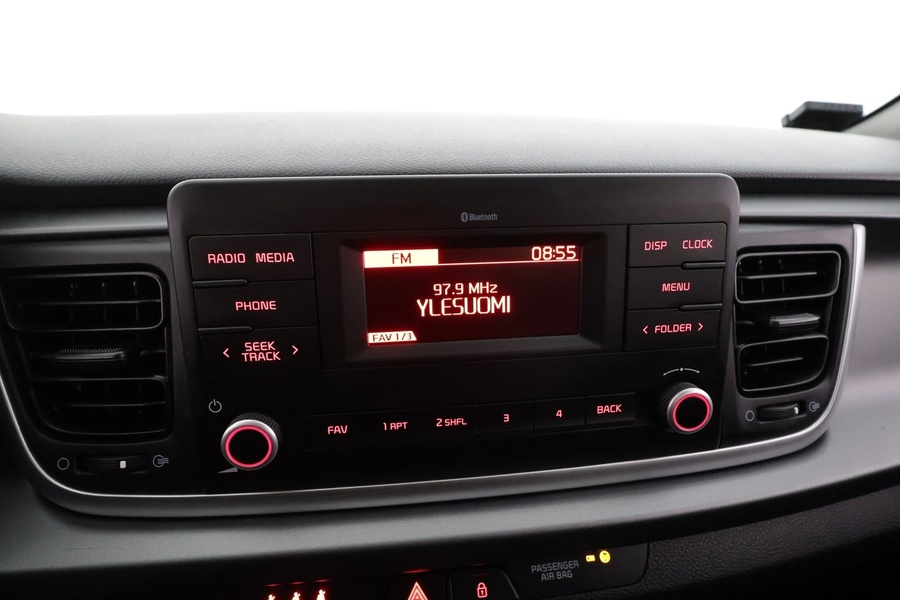 Bluetooth
RADIO MEDIA
PHONE
< SEEK TRACK >
FM 08:55
97.9 MHz
YLESUOMI
FAV 1/3
DISP CLOCK
MENU
< FOLDER >
FAV 1 RPT 2 SHFL 3 4 BACK
PASSENGER
AIR BAG